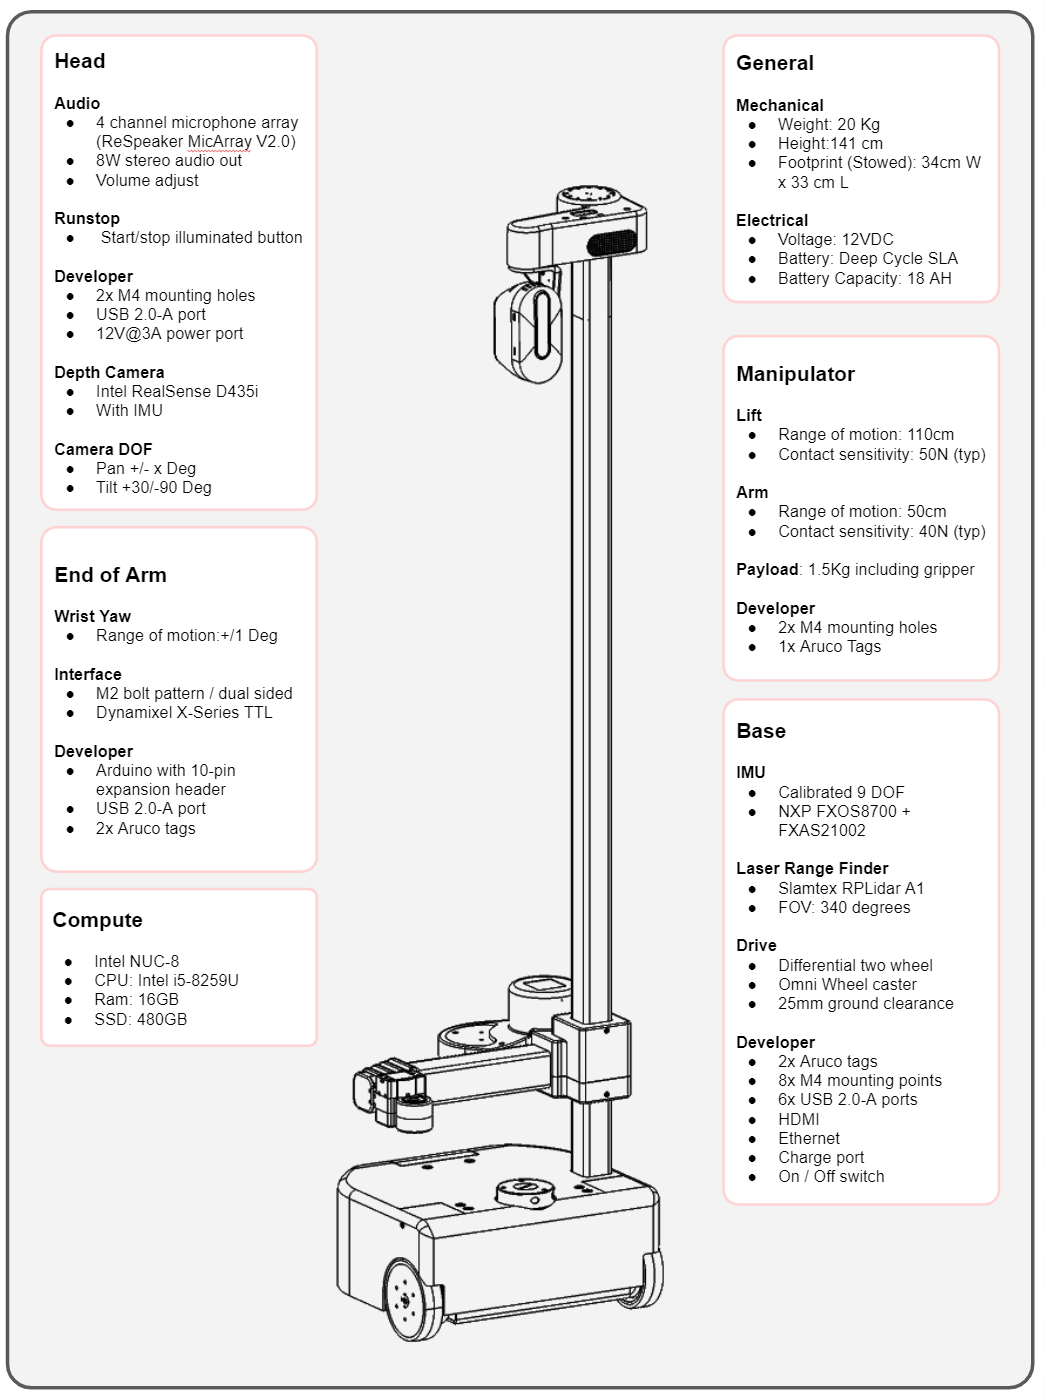 Head
Audio
● 4 channel microphone array
(ReSpeaker MicArray V2.0)
● 8W stereo audio out
● Volume adjust
Runstop
● Start/stop illuminated button
Developer
● 2x M4 mounting holes
● USB 2.0-A port
● 12V@3A power port
Depth Camera
● Intel RealSense D435i
● With IMU
Camera DOF
● Pan +/- x Deg
● Tilt +30/-90 Deg
End of Arm
Wrist Yaw
● Range of motion:+/1 Deg
Interface
● M2 bolt pattern / dual sided
● Dynamixel X-Series TTL
Developer
● Arduino with 10-pin
expansion header
● USB 2.0-A port
● 2x Aruco tags
Compute
● Intel NUC-8
● CPU: Intel i5-8259U
● Ram: 16GB
● SSD: 480GB
General
Mechanical
● Weight: 20 Kg
● Height:141 cm
● Footprint (Stowed): 34cm W
x 33 cm L
Electrical
● Voltage: 12VDC
● Battery: Deep Cycle SLA
● Battery Capacity: 18 AH
Manipulator
Lift
● Range of motion: 110cm
● Contact sensitivity: 50N (typ)
Arm
● Range of motion: 50cm
● Contact sensitivity: 40N (typ)
Payload: 1.5Kg including gripper
Developer
● 2x M4 mounting holes
● 1x Aruco Tags
Base
IMU
● Calibrated 9 DOF
● NXP FXOS8700 +
FXAS21002
Laser Range Finder
● Slamtex RPLidar A1
● FOV: 340 degrees
Drive
● Differential two wheel
● Omni Wheel caster
● 25mm ground clearance
Developer
● 2x Aruco tags
● 8x M4 mounting points
● 6x USB 2.0-A ports
● HDMI
● Ethernet
● Charge port
● On / Off switch